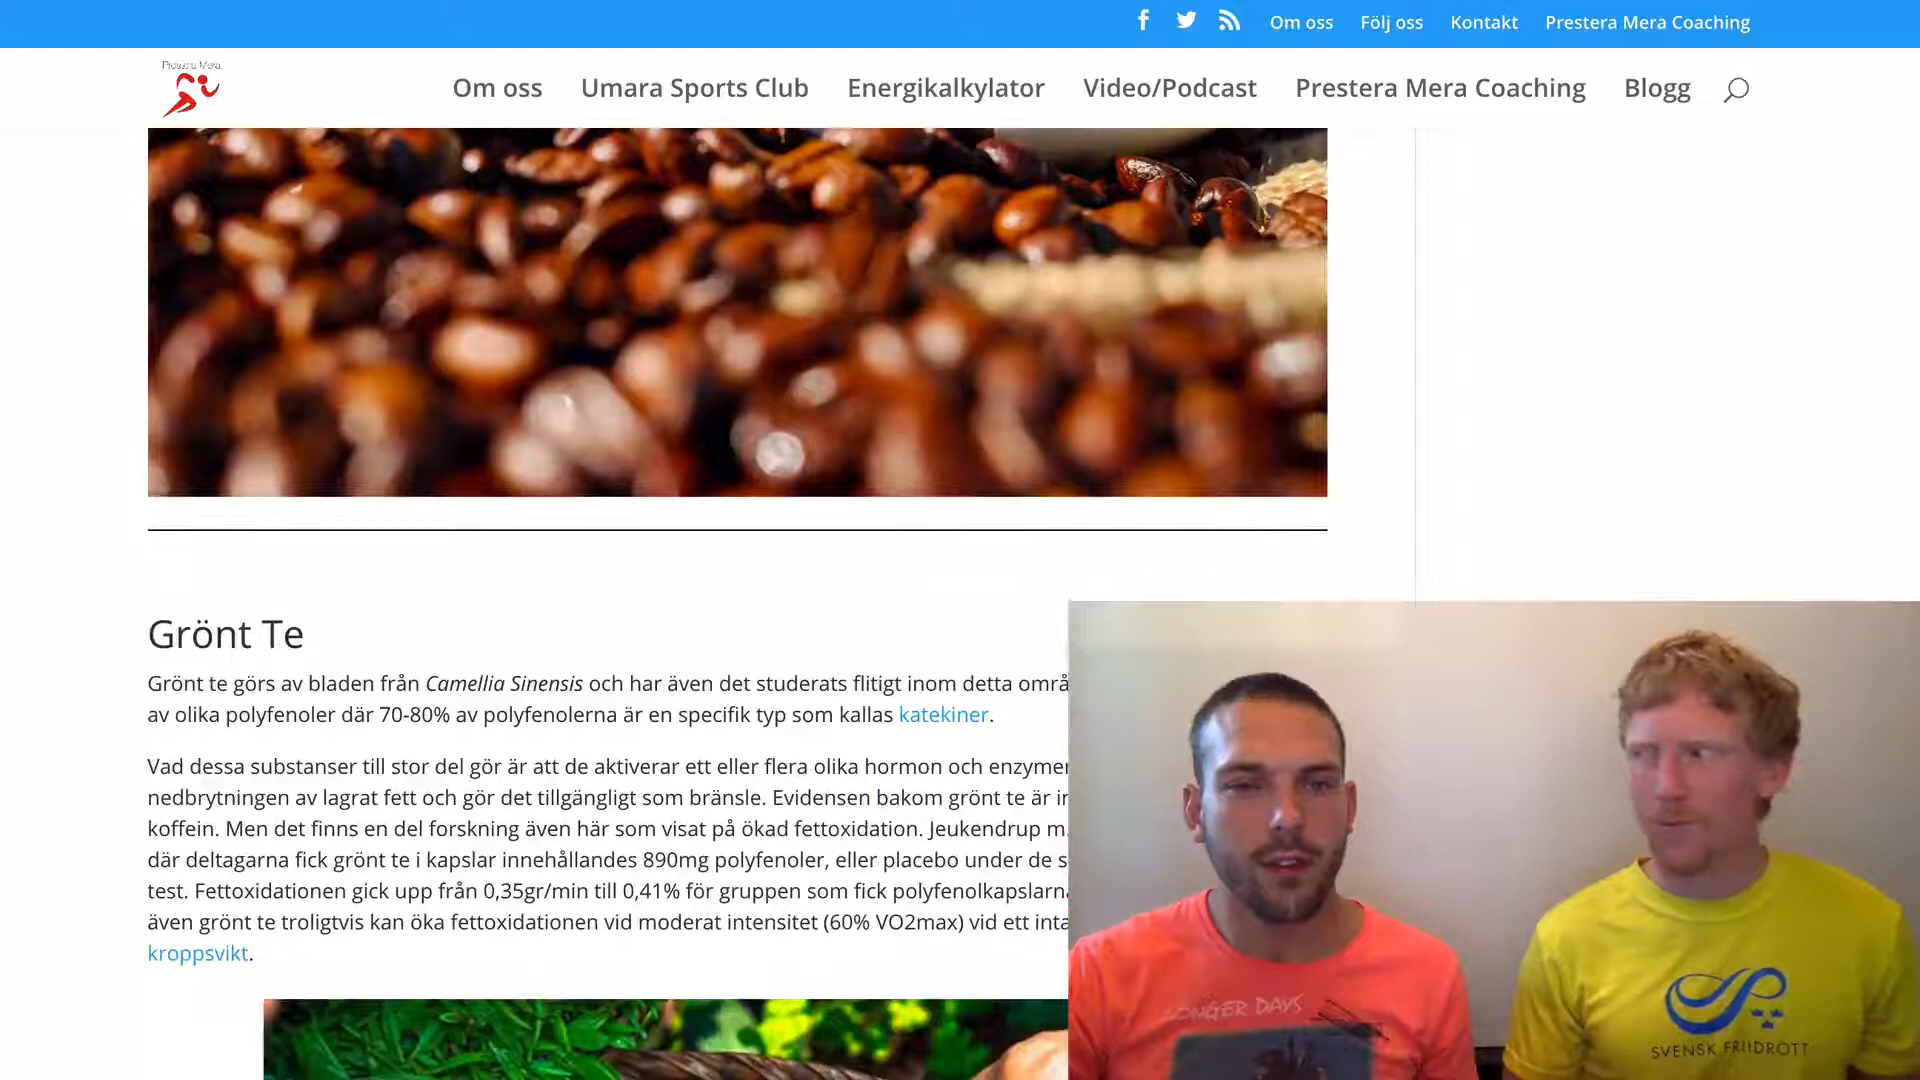 Om oss Följ oss Kontakt Prestera Mera Coaching
Prestera Mera
Om oss Umara Sports Club Energikalkylator Video/Podcast Prestera Mera Coaching Blogg
Grönt Te
Grönt te görs av bladen från Camellia Sinensis och har även det studerats flitigt inom detta områ
av olika polyfenoler där 70-80% av polyfenolerna är en specifik typ som kallas katekiner.
Vad dessa substanser till stor del gör är att de aktiverar ett eller flera olika hormon och enzymer
nedbrytningen av lagrat fett och gör det tillgängligt som bränsle. Evidensen bakom grönt te är in
koffein. Men det finns en del forskning även här som visat på ökad fettoxidation. Jeukendrup m.
där deltagarna fick grönt te i kapslar innehållandes 890mg polyfenoler, eller placebo under de s
test. Fettoxidationen gick upp från 0,35gr/min till 0,41% för gruppen som fick polyfenolkapslarna
även grönt te troligtvis kan öka fettoxidationen vid moderat intensitet (60% VO2max) vid ett inta
kroppsvikt.
LONGER DAYS
SVENSK FRIIDROTT